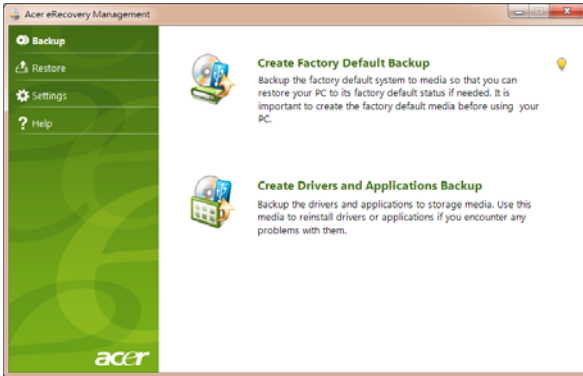 Acer eRecovery Management
Backup
Restore
Settings
Help
Create Factory Default Backup
Backup the factory default system to media so that you can
restore your PC to its factory default status if needed. It is
important to create the factory default media before using your
PC.
Create Drivers and Applications Backup
Backup the drivers and applications to storage media. Use this
media to reinstall drivers or applications if you encounter any
problems with them.
acer